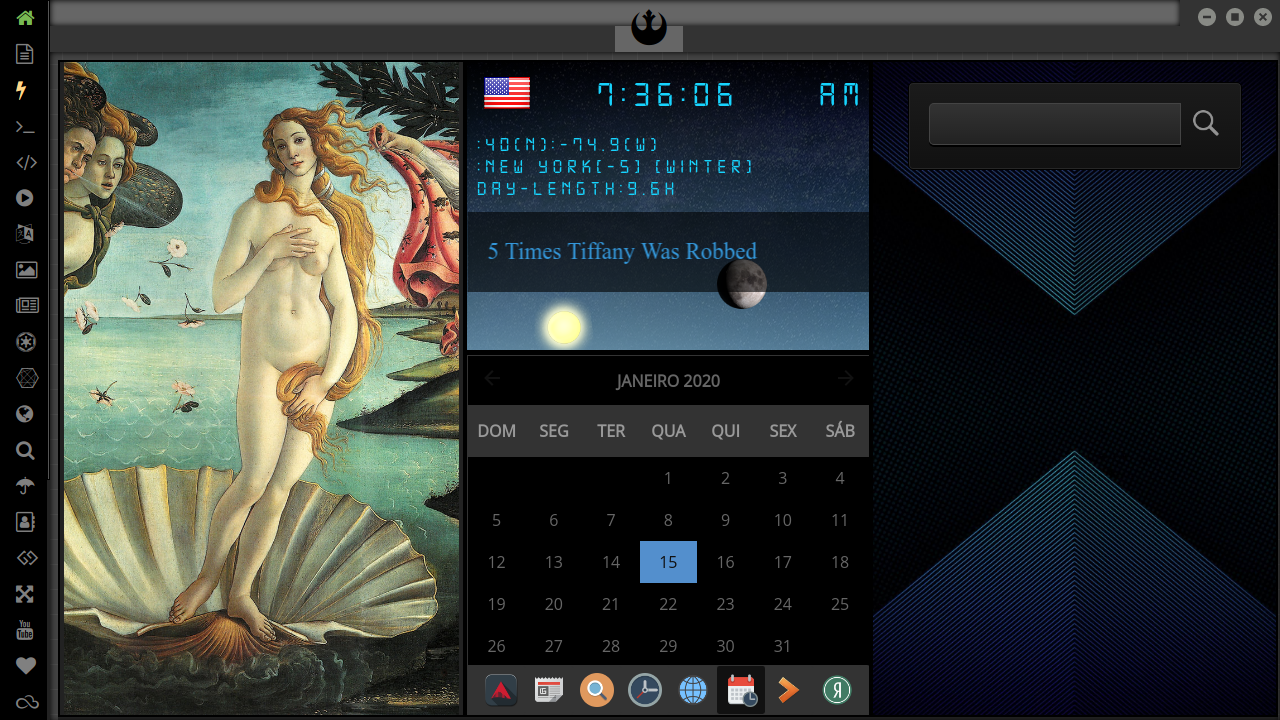 7:36:06 AM
:40(N):-74.9(W)
:NEW YORK[-5] [WINTER]
DAY-LENGTH:9.6H
5 Times Tiffany Was Robbed
JANEIRO 2020
DOM SEG TER QUA QUI SEX SÁB
1 2 3 4
5 6 7 8 9 10 11
12 13 14 15 16 17 18
19 20 21 22 23 24 25
26 27 28 29 30 31
You
Tube